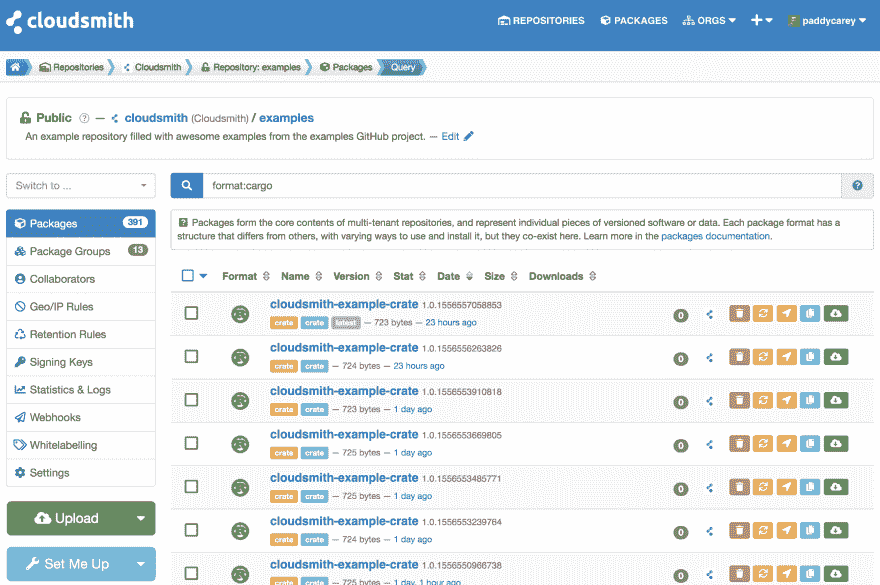 cloudsmith
REPOSITORIES PACKAGES ORGS paddycarey
Repositories Cloudsmith Repository: examples Packages Query
Public — cloudsmith (Cloudsmith) / examples
An example repository filled with awesome examples from the examples GitHub project. — Edit
Switch to ...
format:cargo
Packages 391
Package Groups 13
Collaborators
Geo/IP Rules
Retention Rules
Signing Keys
Statistics & Logs
Webhooks
Whitelabelling
Settings
Upload
Set Me Up
Packages form the core contents of multi-tenant repositories, and represent individual pieces of versioned software or data. Each package format has a
structure that differs from others, with varying ways to use and install it, but they co-exist here. Learn more in the packages documentation.
Format Name Version Stat Date Size Downloads
cloudsmith-example-crate 1.0.1556557058853
crate crate latest — 723 bytes — 23 hours ago
0
cloudsmith-example-crate 1.0.1556556263826
crate crate — 724 bytes — 23 hours ago
0
cloudsmith-example-crate 1.0.1556553910818
crate crate — 723 bytes — 1 day ago
0
cloudsmith-example-crate 1.0.1556553669805
crate crate — 725 bytes — 1 day ago
0
cloudsmith-example-crate 1.0.1556553485771
crate crate — 725 bytes — 1 day ago
0
cloudsmith-example-crate 1.0.1556553239764
crate crate — 724 bytes — 1 day ago
0
cloudsmith-example-crate 1.0.1556550966738
crate crate — 725 bytes — 1 day, 1 hour ago
0